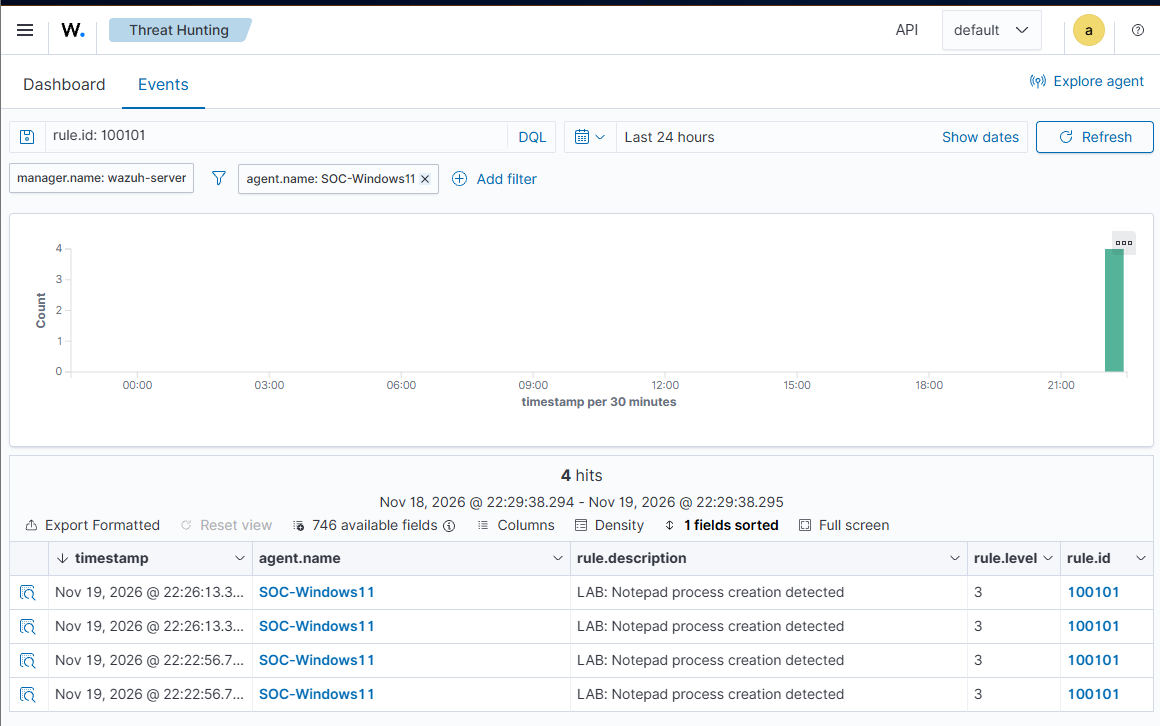 W. Threat Hunting API default a
Dashboard Events Explore agent
rule.id: 100101 DQL Last 24 hours Show dates Refresh
manager.name: wazuh-server agent.name: SOC-Windows11 Add filter
4
3
2
1
0
Count
00:00 03:00 06:00 09:00 12:00 15:00 18:00 21:00
timestamp per 30 minutes
4 hits
Nov 18, 2026 @ 22:29:38.294 - Nov 19, 2026 @ 22:29:38.295
Export Formatted Reset view 746 available fields Columns Density 1 fields sorted Full screen
timestamp agent.name rule.description rule.level rule.id
Nov 19, 2026 @ 22:26:13.3... SOC-Windows11 LAB: Notepad process creation detected 3 100101
Nov 19, 2026 @ 22:26:13.3... SOC-Windows11 LAB: Notepad process creation detected 3 100101
Nov 19, 2026 @ 22:22:56.7... SOC-Windows11 LAB: Notepad process creation detected 3 100101
Nov 19, 2026 @ 22:22:56.7... SOC-Windows11 LAB: Notepad process creation detected 3 100101